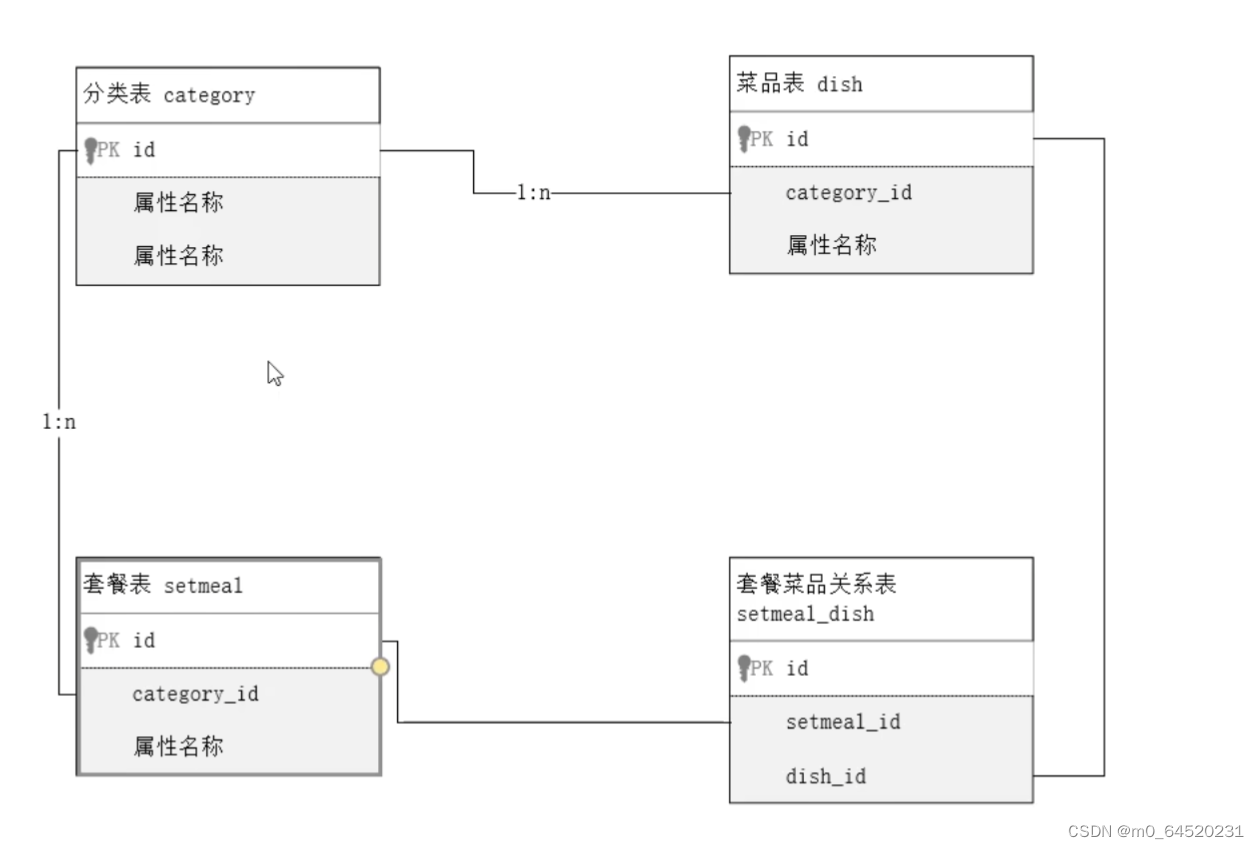 分类表 category
PK id
属性名称
属性名称
1:n
菜品表 dish
PK id
category_id
属性名称
1:n
套餐表 setmeal
PK id
category_id
属性名称
套餐菜品关系表
setmeal_dish
PK id
setmeal_id
dish_id
CSDN @m0_64520231